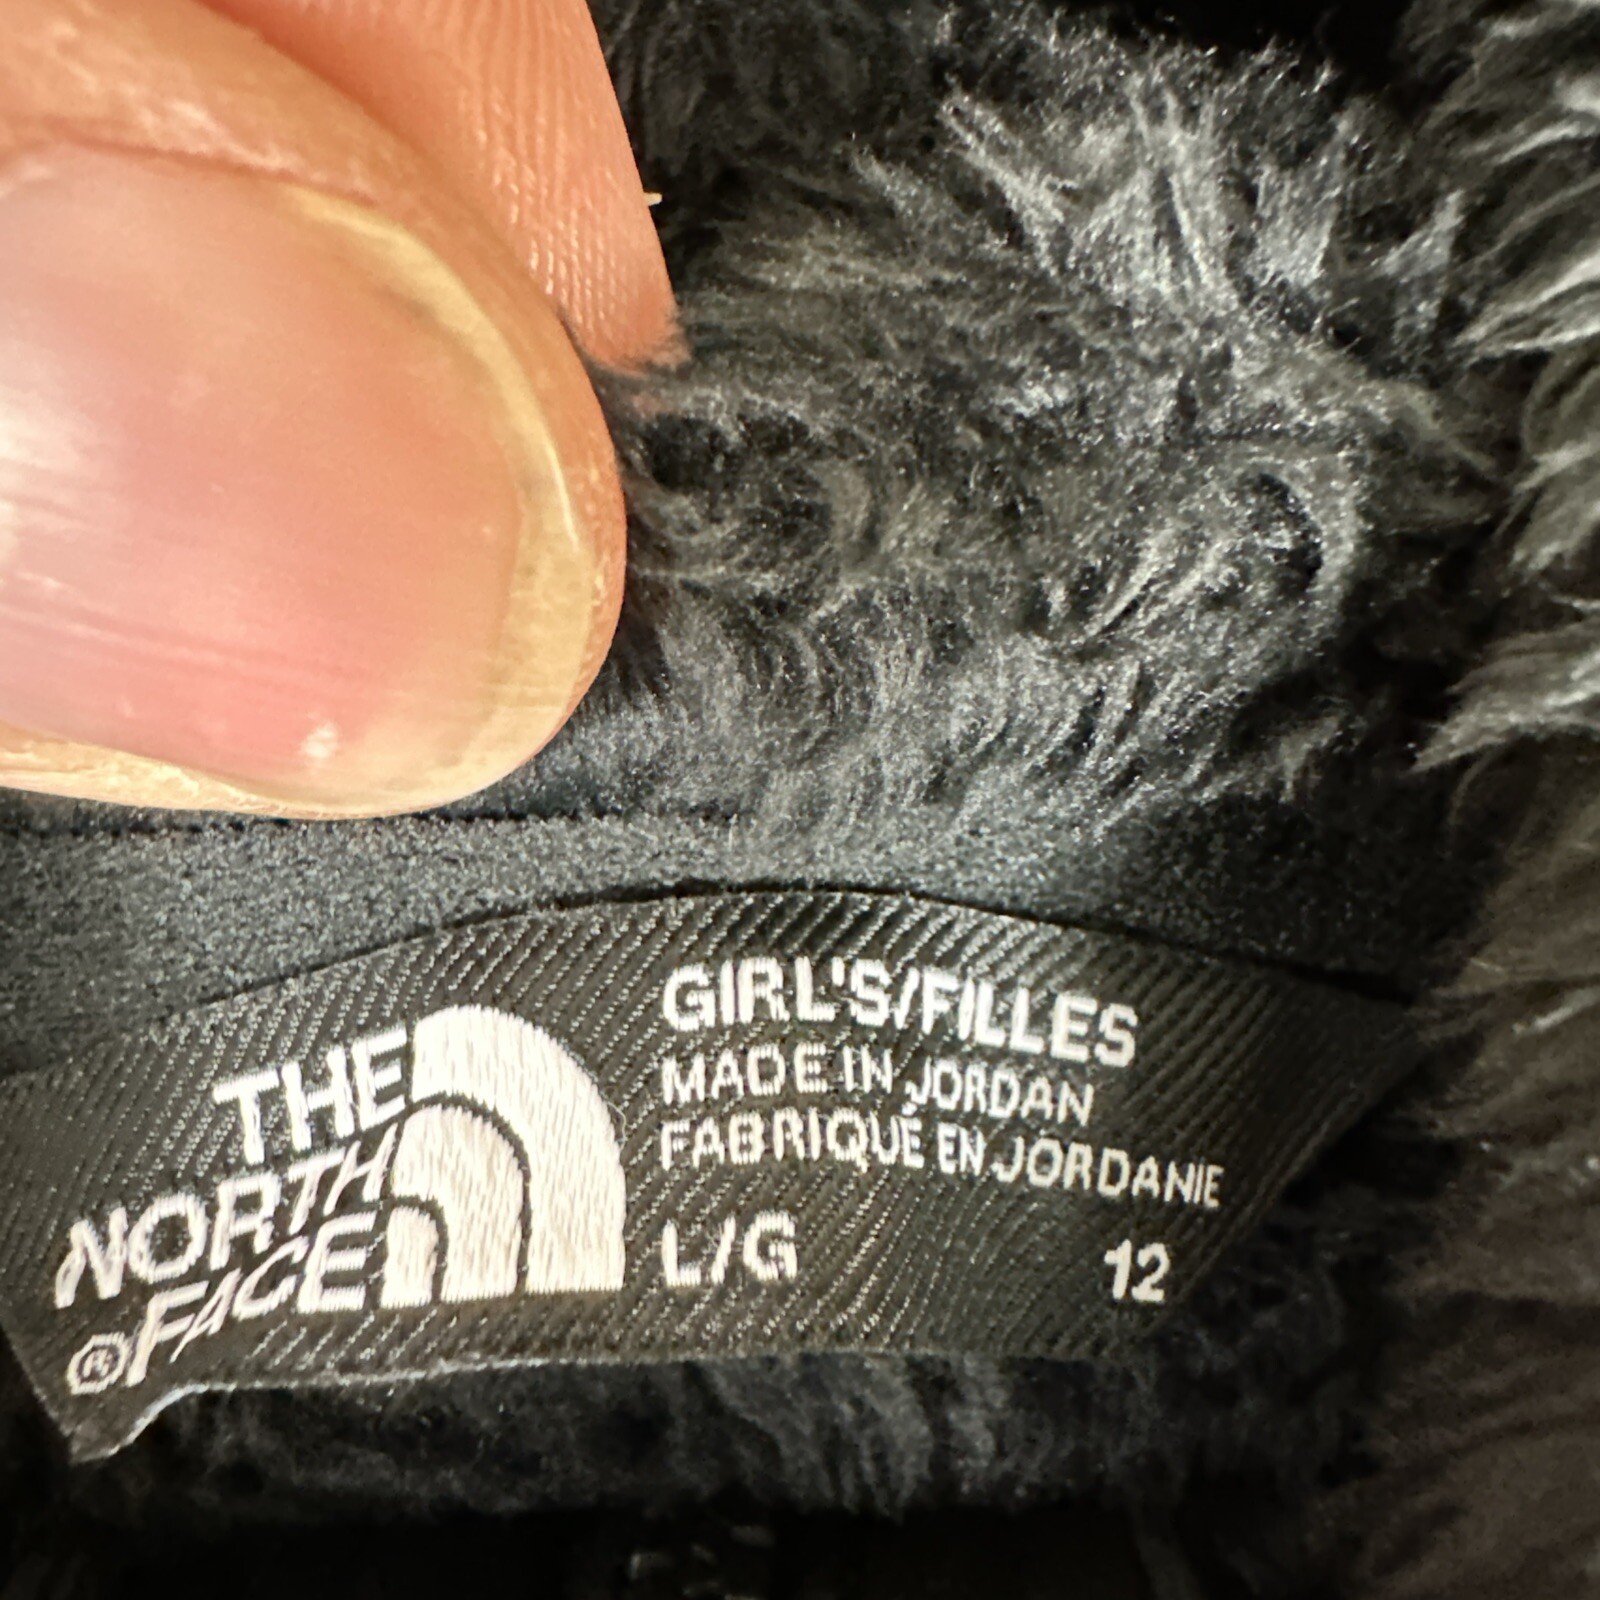 THE
NORTH
FACE
®
GIRL'S/FILLES
MADE IN JORDAN
FABRIQUÉ EN JORDANIE
L/G 12